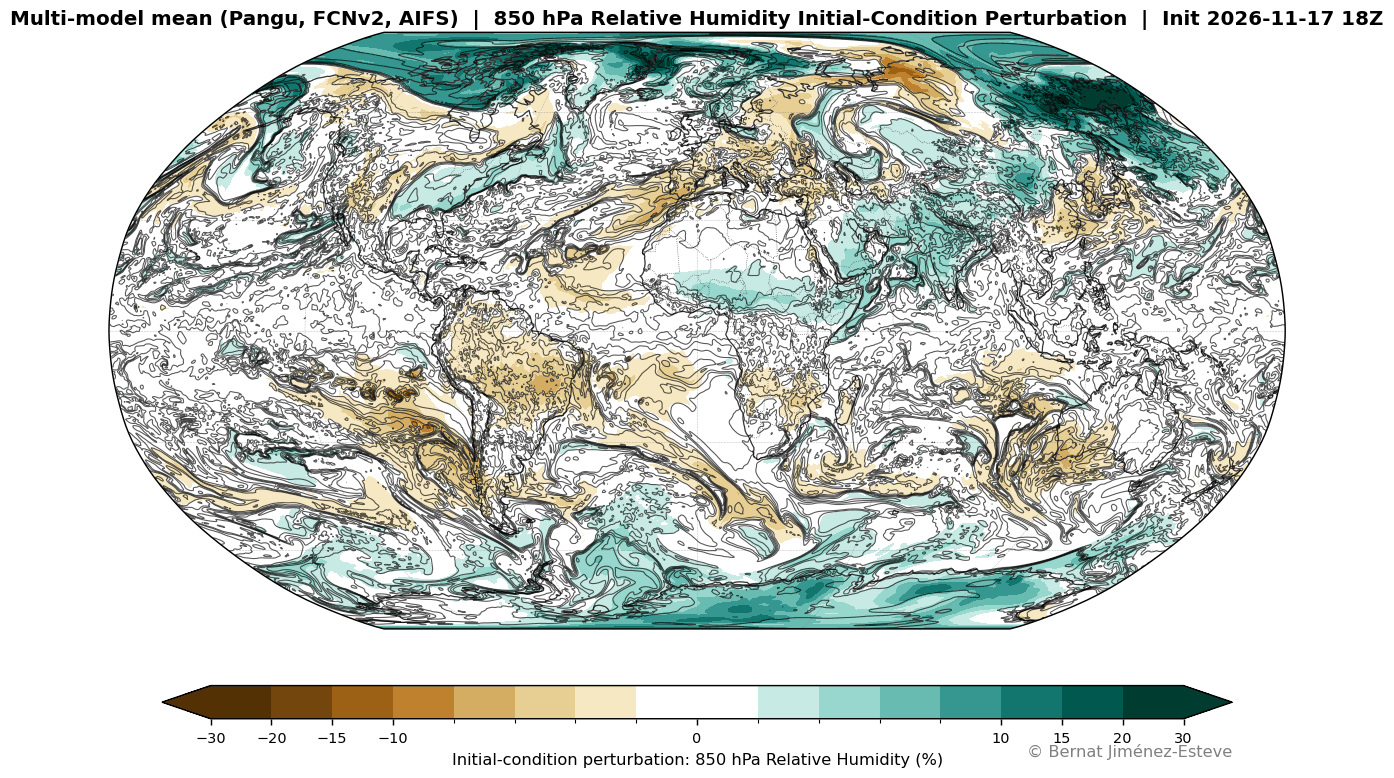 Multi-model mean (Pangu, FCNv2, AIFS) | 850 hPa Relative Humidity Initial-Condition Perturbation | Init 2026-11-17 18Z
−30 −20 −15 −10 0 10 15 20 30
Initial-condition perturbation: 850 hPa Relative Humidity (%)
© Bernat Jiménez-Esteve